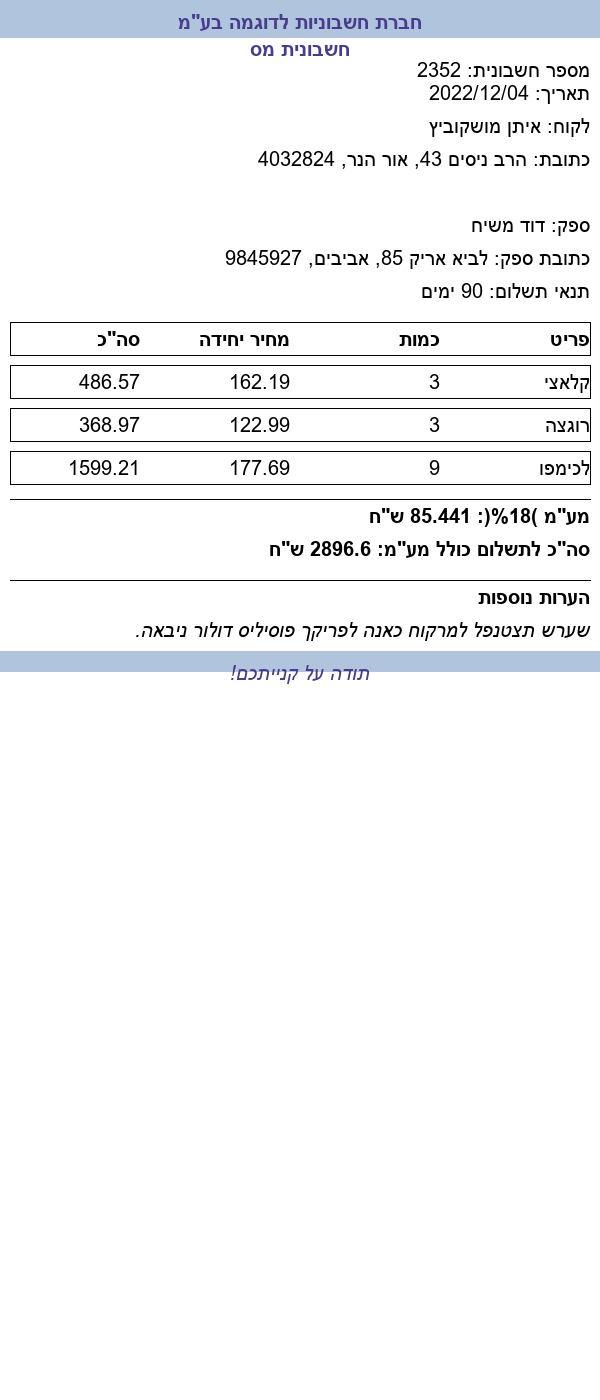 חברת חשבוניות לדוגמה בע"מ
חשבונית מס
מספר חשבונית: 2352
תאריך: 2022/12/04
לקוח: איתן מושקוביץ
כתובת: הרב ניסים 43, אור הנר, 4032824
ספק: דוד משיח
כתובת ספק: לביא אריק 85, אביבים, 9845927
תנאי תשלום: 90 ימים
פריט כמות מחיר יחידה סה"כ
קלאצי 3 162.19 486.57
רוגצה 3 122.99 368.97
לכימפו 9 177.69 1599.21
מע"מ )18%(: 85.441 ש"ח
סה"כ לתשלום כולל מע"מ: 2896.6 ש"ח
הערות נוספות
שערש תצטנפל למרקוח כאנה לפריקך פוסיליס דולור ניבאה.
תודה על קנייתכם!